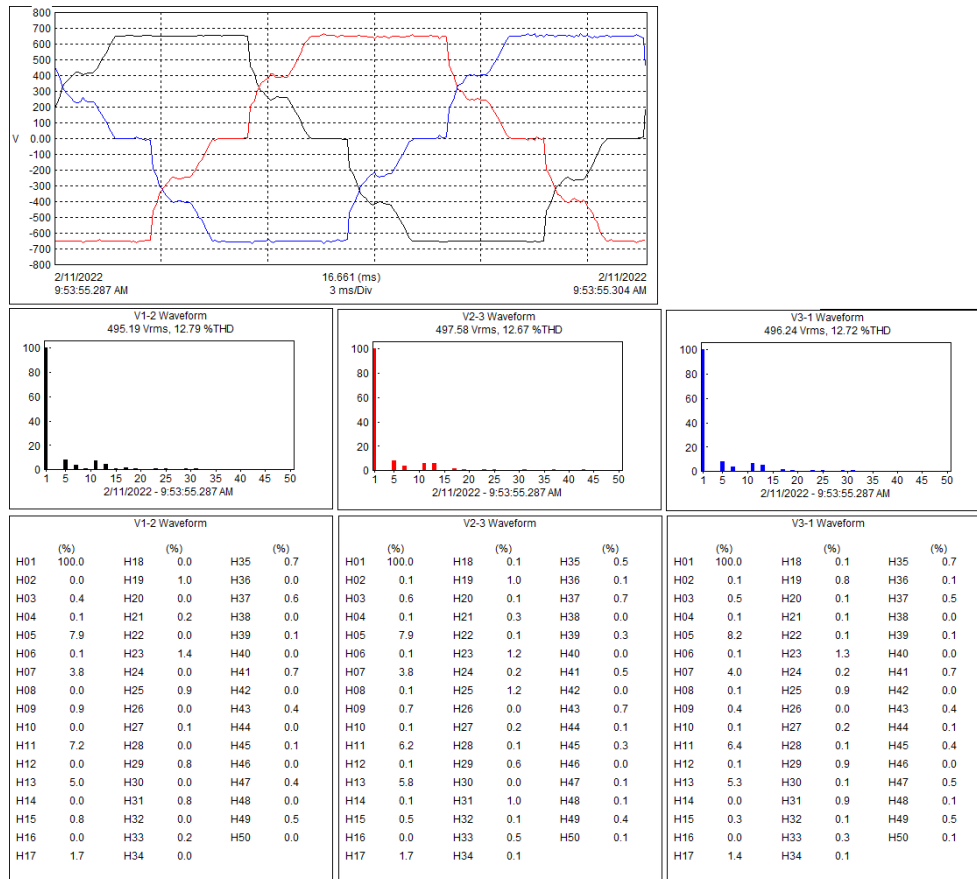 800
700
600
500
400
300
200
100
V 0.00
-100
-200
-300
-400
-500
-600
-700
-800
2/11/2022 16.661 (ms) 2/11/2022
9:53:55.287 AM 3 ms/Div 9:53:55.304 AM
V1-2 Waveform
495.19 Vrms, 12.79 %THD
100
80
60
40
20
0
1 5 10 15 20 25 30 35 40 45 50
2/11/2022 - 9:53:55.287 AM
V2-3 Waveform
497.58 Vrms, 12.67 %THD
100
80
60
40
20
0
1 5 10 15 20 25 30 35 40 45 50
2/11/2022 - 9:53:55.287 AM
V3-1 Waveform
496.24 Vrms, 12.72 %THD
100
80
60
40
20
0
1 5 10 15 20 25 30 35 40 45 50
2/11/2022 - 9:53:55.287 AM
V1-2 Waveform
(%) (%) (%)
H01 100.0 H18 0.0 H35 0.7
H02 0.0 H19 1.0 H36 0.0
H03 0.4 H20 0.0 H37 0.6
H04 0.1 H21 0.2 H38 0.0
H05 7.9 H22 0.0 H39 0.1
H06 0.1 H23 1.4 H40 0.0
H07 3.8 H24 0.0 H41 0.7
H08 0.0 H25 0.9 H42 0.0
H09 0.9 H26 0.0 H43 0.4
H10 0.0 H27 0.1 H44 0.0
H11 7.2 H28 0.0 H45 0.1
H12 0.0 H29 0.8 H46 0.0
H13 5.0 H30 0.0 H47 0.4
H14 0.0 H31 0.8 H48 0.0
H15 0.8 H32 0.0 H49 0.5
H16 0.0 H33 0.2 H50 0.0
H17 1.7 H34 0.0
V2-3 Waveform
(%) (%) (%)
H01 100.0 H18 0.1 H35 0.5
H02 0.1 H19 1.0 H36 0.1
H03 0.6 H20 0.1 H37 0.7
H04 0.1 H21 0.3 H38 0.0
H05 7.9 H22 0.1 H39 0.3
H06 0.1 H23 1.2 H40 0.0
H07 3.8 H24 0.2 H41 0.5
H08 0.1 H25 1.2 H42 0.0
H09 0.7 H26 0.0 H43 0.7
H10 0.1 H27 0.2 H44 0.1
H11 6.2 H28 0.1 H45 0.3
H12 0.1 H29 0.6 H46 0.0
H13 5.8 H30 0.0 H47 0.1
H14 0.1 H31 1.0 H48 0.1
H15 0.5 H32 0.1 H49 0.4
H16 0.0 H33 0.5 H50 0.1
H17 1.7 H34 0.1
V3-1 Waveform
(%) (%) (%)
H01 100.0 H18 0.1 H35 0.7
H02 0.1 H19 0.8 H36 0.1
H03 0.5 H20 0.1 H37 0.5
H04 0.1 H21 0.1 H38 0.0
H05 8.2 H22 0.1 H39 0.1
H06 0.1 H23 1.3 H40 0.0
H07 4.0 H24 0.2 H41 0.7
H08 0.1 H25 0.9 H42 0.0
H09 0.4 H26 0.0 H43 0.4
H10 0.1 H27 0.2 H44 0.1
H11 6.4 H28 0.1 H45 0.4
H12 0.1 H29 0.9 H46 0.0
H13 5.3 H30 0.1 H47 0.5
H14 0.0 H31 0.9 H48 0.1
H15 0.3 H32 0.1 H49 0.5
H16 0.0 H33 0.3 H50 0.1
H17 1.4 H34 0.1